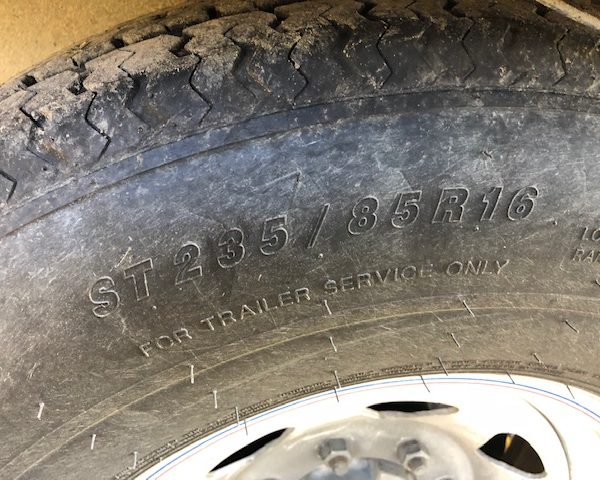 ST 235/85R16
FOR TRAILER SERVICE ONLY